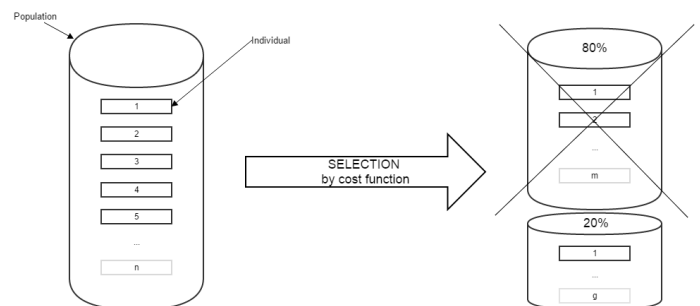 Population
Individual
1
2
3
4
5
...
n
SELECTION
by cost function
80%
1
2
...
m
20%
1
...
g